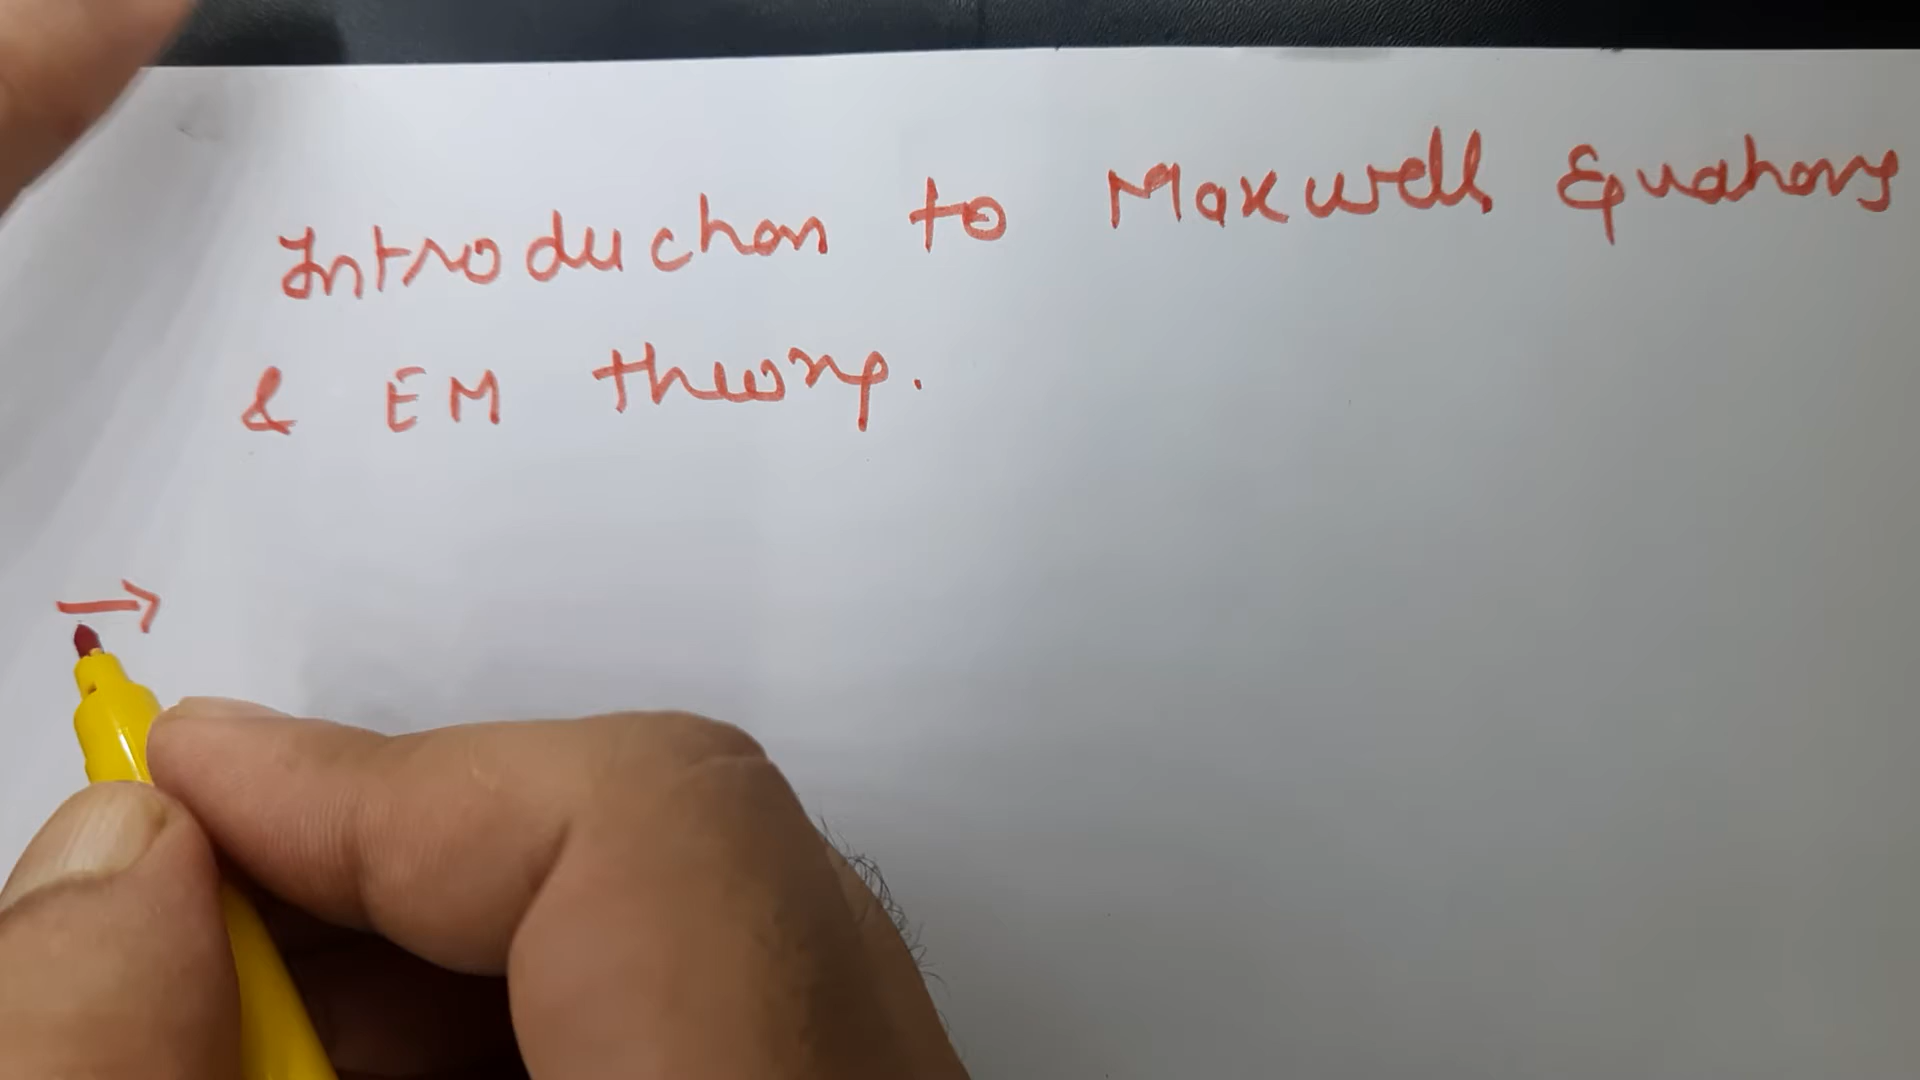 Introduction to Maxwell Equations
& EM theory.
→